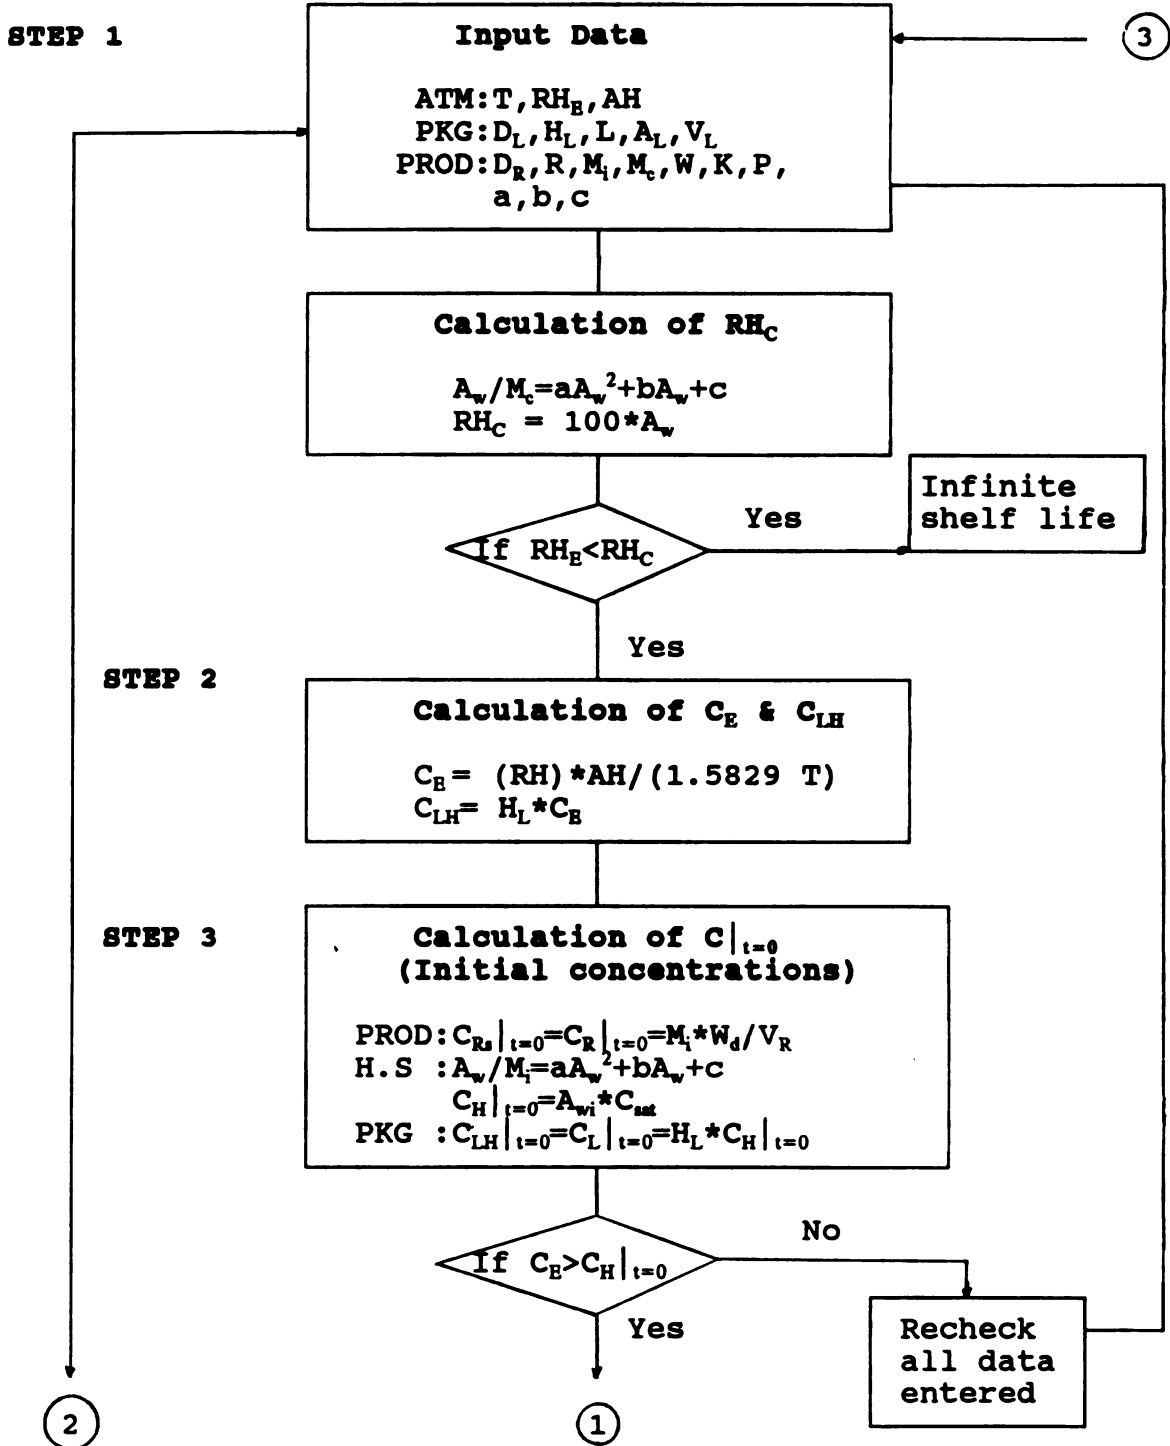 STEP 1
Input Data
3
ATM:T,RH_E,AH
PKG:D_L,H_L,L,A_L,V_L
PROD:D_R,R,M_i,M_c,W,K,P,
a,b,c
Calculation of RH_C
A_w/M_c=aA_w²+bA_w+c
RH_C = 100*A_w
Infinite
shelf life
Yes
If RH_E<RH_C
Yes
STEP 2
Calculation of C_E & C_LH
C_E= (RH)*AH/(1.5829 T)
C_LH= H_L*C_E
STEP 3
Calculation of C|_t=0
(Initial concentrations)
PROD:C_Rs|_t=0=C_R|_t=0=M_i*W_d/V_R
H.S :A_w/M_i=aA_w²+bA_w+c
C_H|_t=0=A_wi*C_sat
PKG :C_LH|_t=0=C_L|_t=0=H_L*C_H|_t=0
No
If C_E>C_H|_t=0
Yes
Recheck
all data
entered
2
1